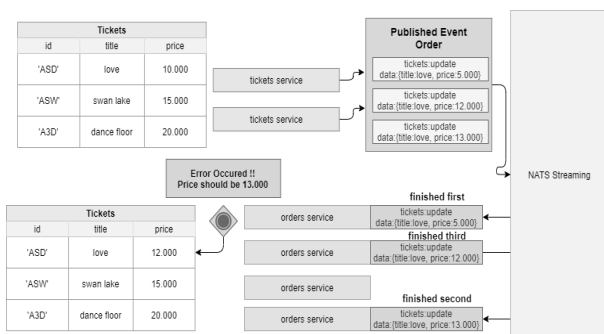 Tickets
id title price
'ASD' love 10.000
'ASW' swan lake 15.000
'A3D' dance floor 20.000
tickets service
tickets service
Published Event
Order
tickets:update
data:{title:love, price:5.000}
tickets:update
data:{title:love, price:12.000}
tickets:update
data:{title:love, price:13.000}
NATS Streaming
Error Occured !!
Price should be 13.000
Tickets
id title price
'ASD' love 12.000
'ASW' swan lake 15.000
'A3D' dance floor 20.000
finished first
orders service
tickets:update
data:{title:love, price:5.000}
finished third
orders service
tickets:update
data:{title:love, price:12.000}
orders service
finished second
orders service
tickets:update
data:{title:love, price:13.000}